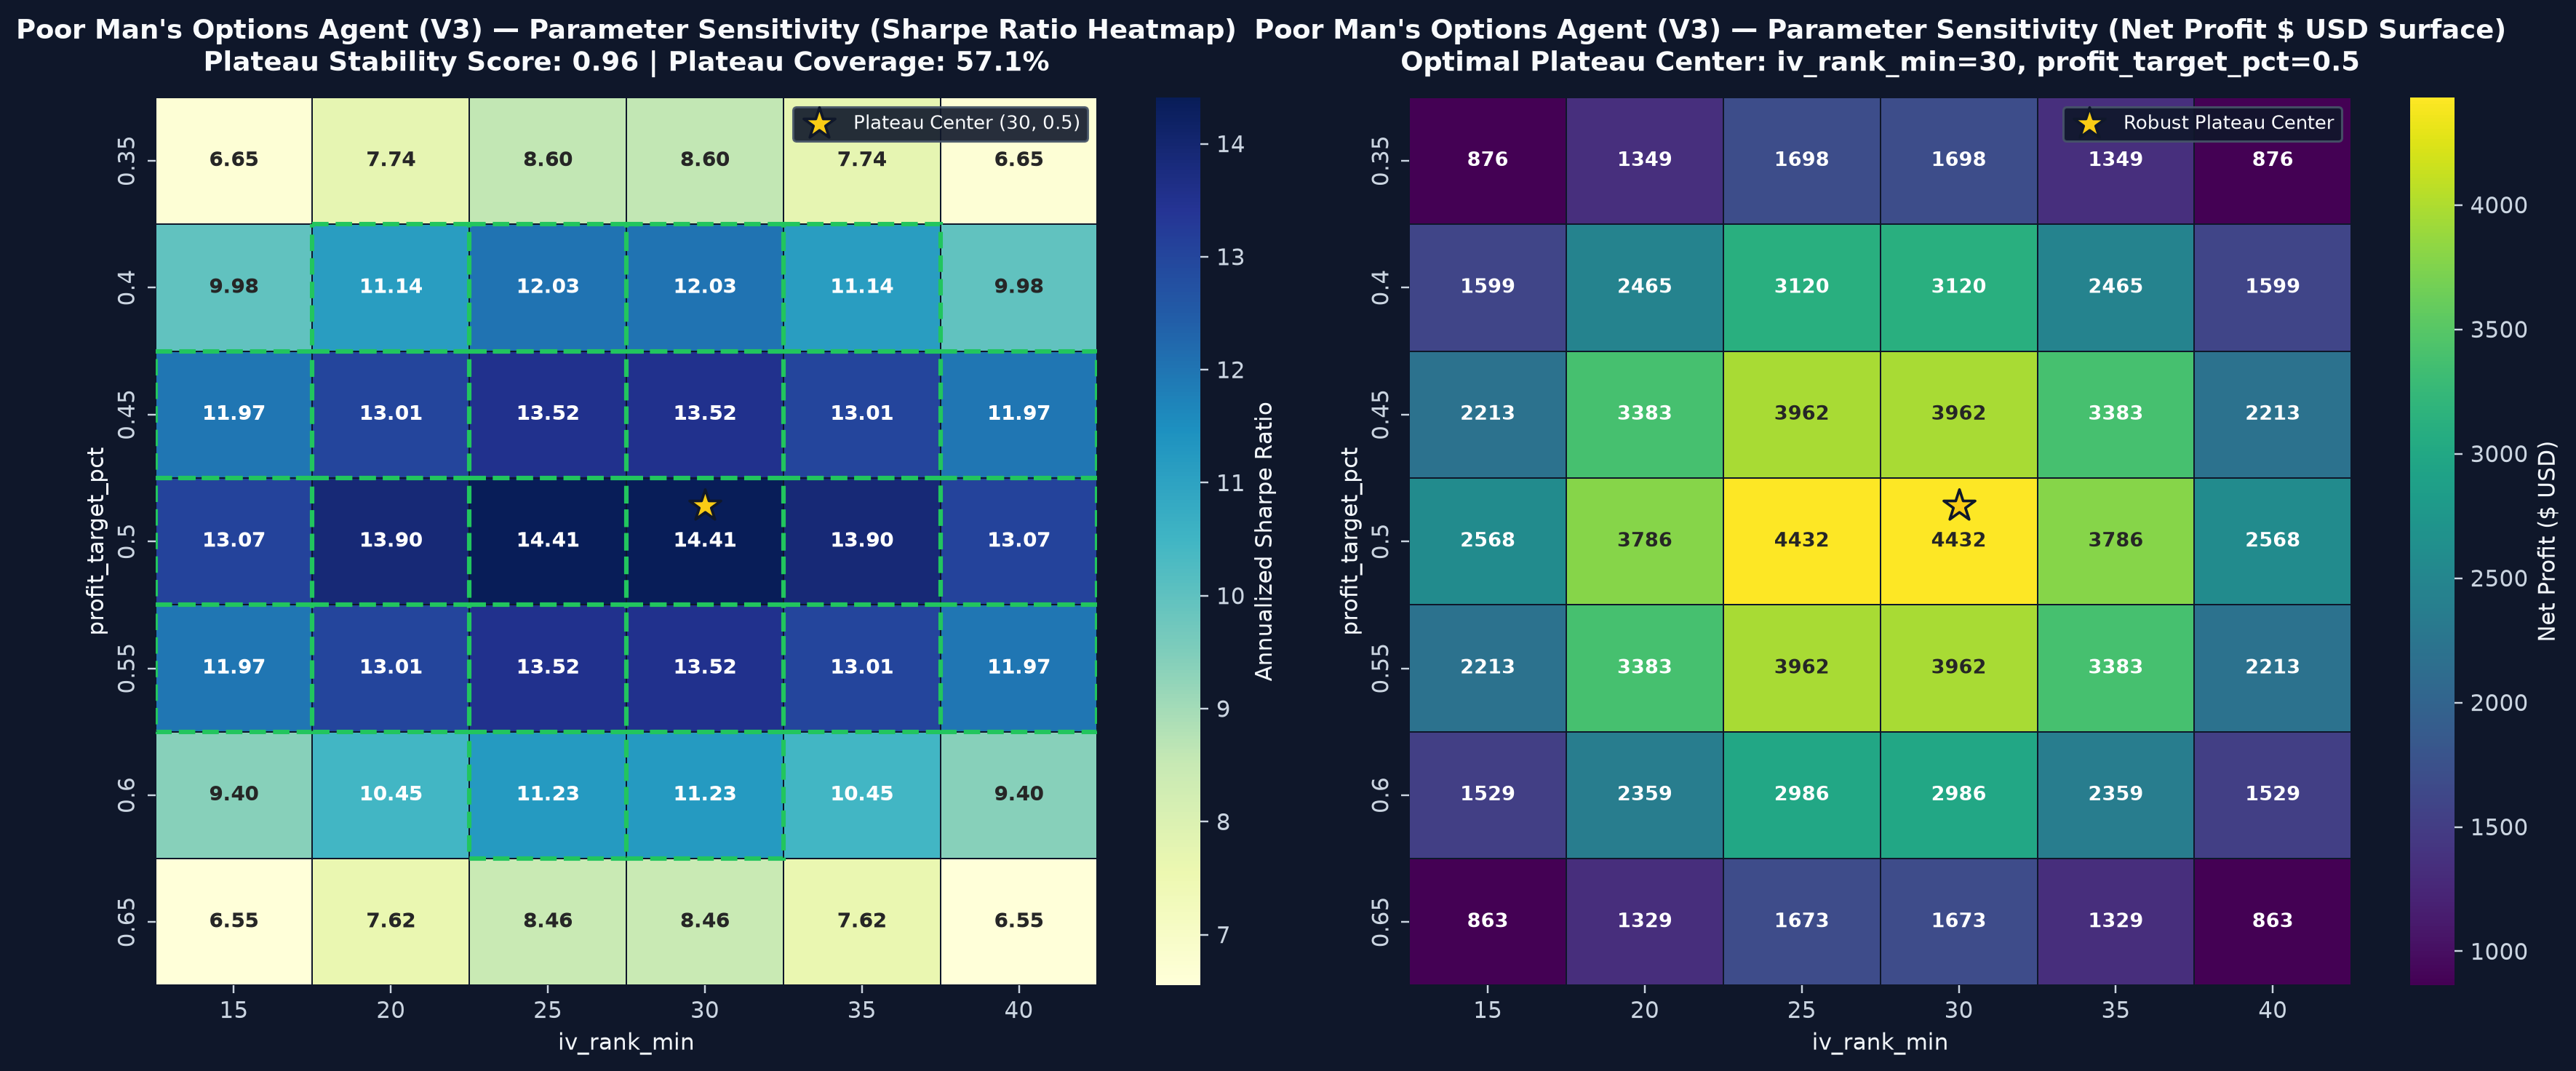 Poor Man's Options Agent (V3) — Parameter Sensitivity (Sharpe Ratio Heatmap)
Plateau Stability Score: 0.96 | Plateau Coverage: 57.1%
Plateau Center (30, 0.5)
profit_target_pct
0.35 6.65 7.74 8.60 8.60 7.74 6.65
0.4 9.98 11.14 12.03 12.03 11.14 9.98
0.45 11.97 13.01 13.52 13.52 13.01 11.97
0.5 13.07 13.90 14.41 14.41 13.90 13.07
0.55 11.97 13.01 13.52 13.52 13.01 11.97
0.6 9.40 10.45 11.23 11.23 10.45 9.40
0.65 6.55 7.62 8.46 8.46 7.62 6.55
15 20 25 30 35 40
iv_rank_min
14
13
12
11
10
9
8
7
Annualized Sharpe Ratio
Poor Man's Options Agent (V3) — Parameter Sensitivity (Net Profit $ USD Surface)
Optimal Plateau Center: iv_rank_min=30, profit_target_pct=0.5
Robust Plateau Center
profit_target_pct
0.35 876 1349 1698 1698 1349 876
0.4 1599 2465 3120 3120 2465 1599
0.45 2213 3383 3962 3962 3383 2213
0.5 2568 3786 4432 4432 3786 2568
0.55 2213 3383 3962 3962 3383 2213
0.6 1529 2359 2986 2986 2359 1529
0.65 863 1329 1673 1673 1329 863
15 20 25 30 35 40
iv_rank_min
4000
3500
3000
2500
2000
1500
1000
Net Profit ($ USD)